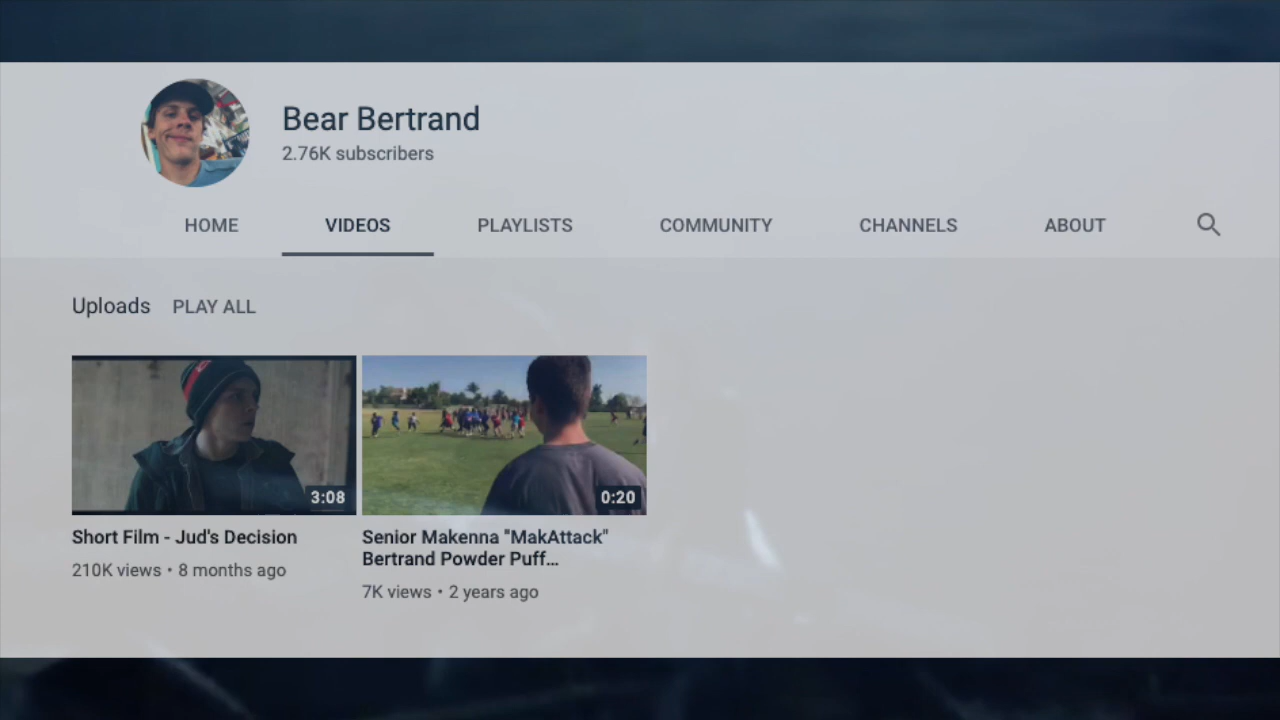 Bear Bertrand
2.76K subscribers
HOME VIDEOS PLAYLISTS COMMUNITY CHANNELS ABOUT
Uploads PLAY ALL
3:08 0:20
Short Film - Jud's Decision
210K views • 8 months ago
Senior Makenna "MakAttack"
Bertrand Powder Puff...
7K views • 2 years ago